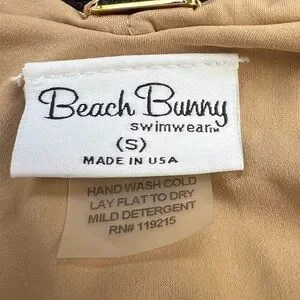 Beach Bunny
swimwear™
(S)
MADE IN USA
HAND WASH COLD
LAY FLAT TO DRY
MILD DETERGENT
RN# 119215